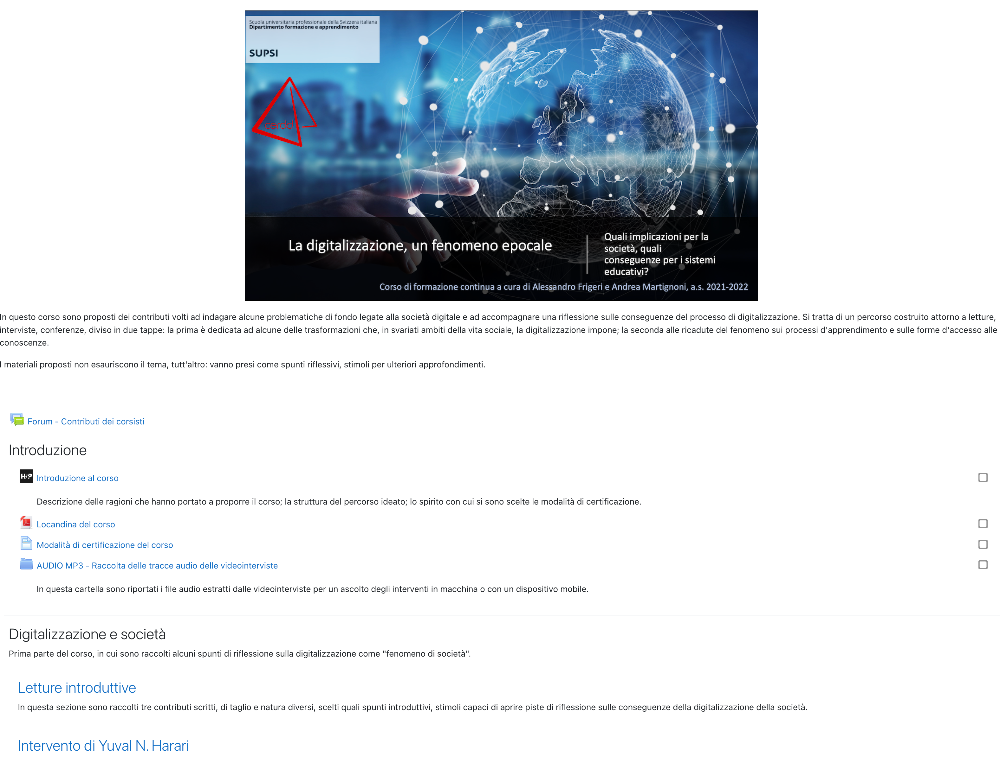 Scuola universitaria professionale della Svizzera italiana
Dipartimento formazione e apprendimento
SUPSI
cerdd
La digitalizzazione, un fenomeno epocale
Quali implicazioni per la
società, quali
conseguenze per i sistemi
educativi?
Corso di formazione continua a cura di Alessandro Frigeri e Andrea Martignoni, a.s. 2021-2022
In questo corso sono proposti dei contributi volti ad indagare alcune problematiche di fondo legate alla società digitale e ad accompagnare una riflessione sulle conseguenze del processo di digitalizzazione. Si tratta di un percorso costruito attorno a letture,
interviste, conferenze, diviso in due tappe: la prima è dedicata ad alcune delle trasformazioni che, in svariati ambiti della vita sociale, la digitalizzazione impone; la seconda alle ricadute del fenomeno sui processi d'apprendimento e sulle forme d'accesso alle
conoscenze.
I materiali proposti non esauriscono il tema, tutt'altro: vanno presi come spunti riflessivi, stimoli per ulteriori approfondimenti.
Forum - Contributi dei corsisti
Introduzione
H5P Introduzione al corso
Descrizione delle ragioni che hanno portato a proporre il corso; la struttura del percorso ideato; lo spirito con cui si sono scelte le modalità di certificazione.
Locandina del corso
Modalità di certificazione del corso
AUDIO MP3 - Raccolta delle tracce audio delle videointerviste
In questa cartella sono riportati i file audio estratti dalle videointerviste per un ascolto degli interventi in macchina o con un dispositivo mobile.
Digitalizzazione e società
Prima parte del corso, in cui sono raccolti alcuni spunti di riflessione sulla digitalizzazione come "fenomeno di società".
Letture introduttive
In questa sezione sono raccolti tre contributi scritti, di taglio e natura diversi, scelti quali spunti introduttivi, stimoli capaci di aprire piste di riflessione sulle conseguenze della digitalizzazione della società.
Intervento di Yuval N. Harari